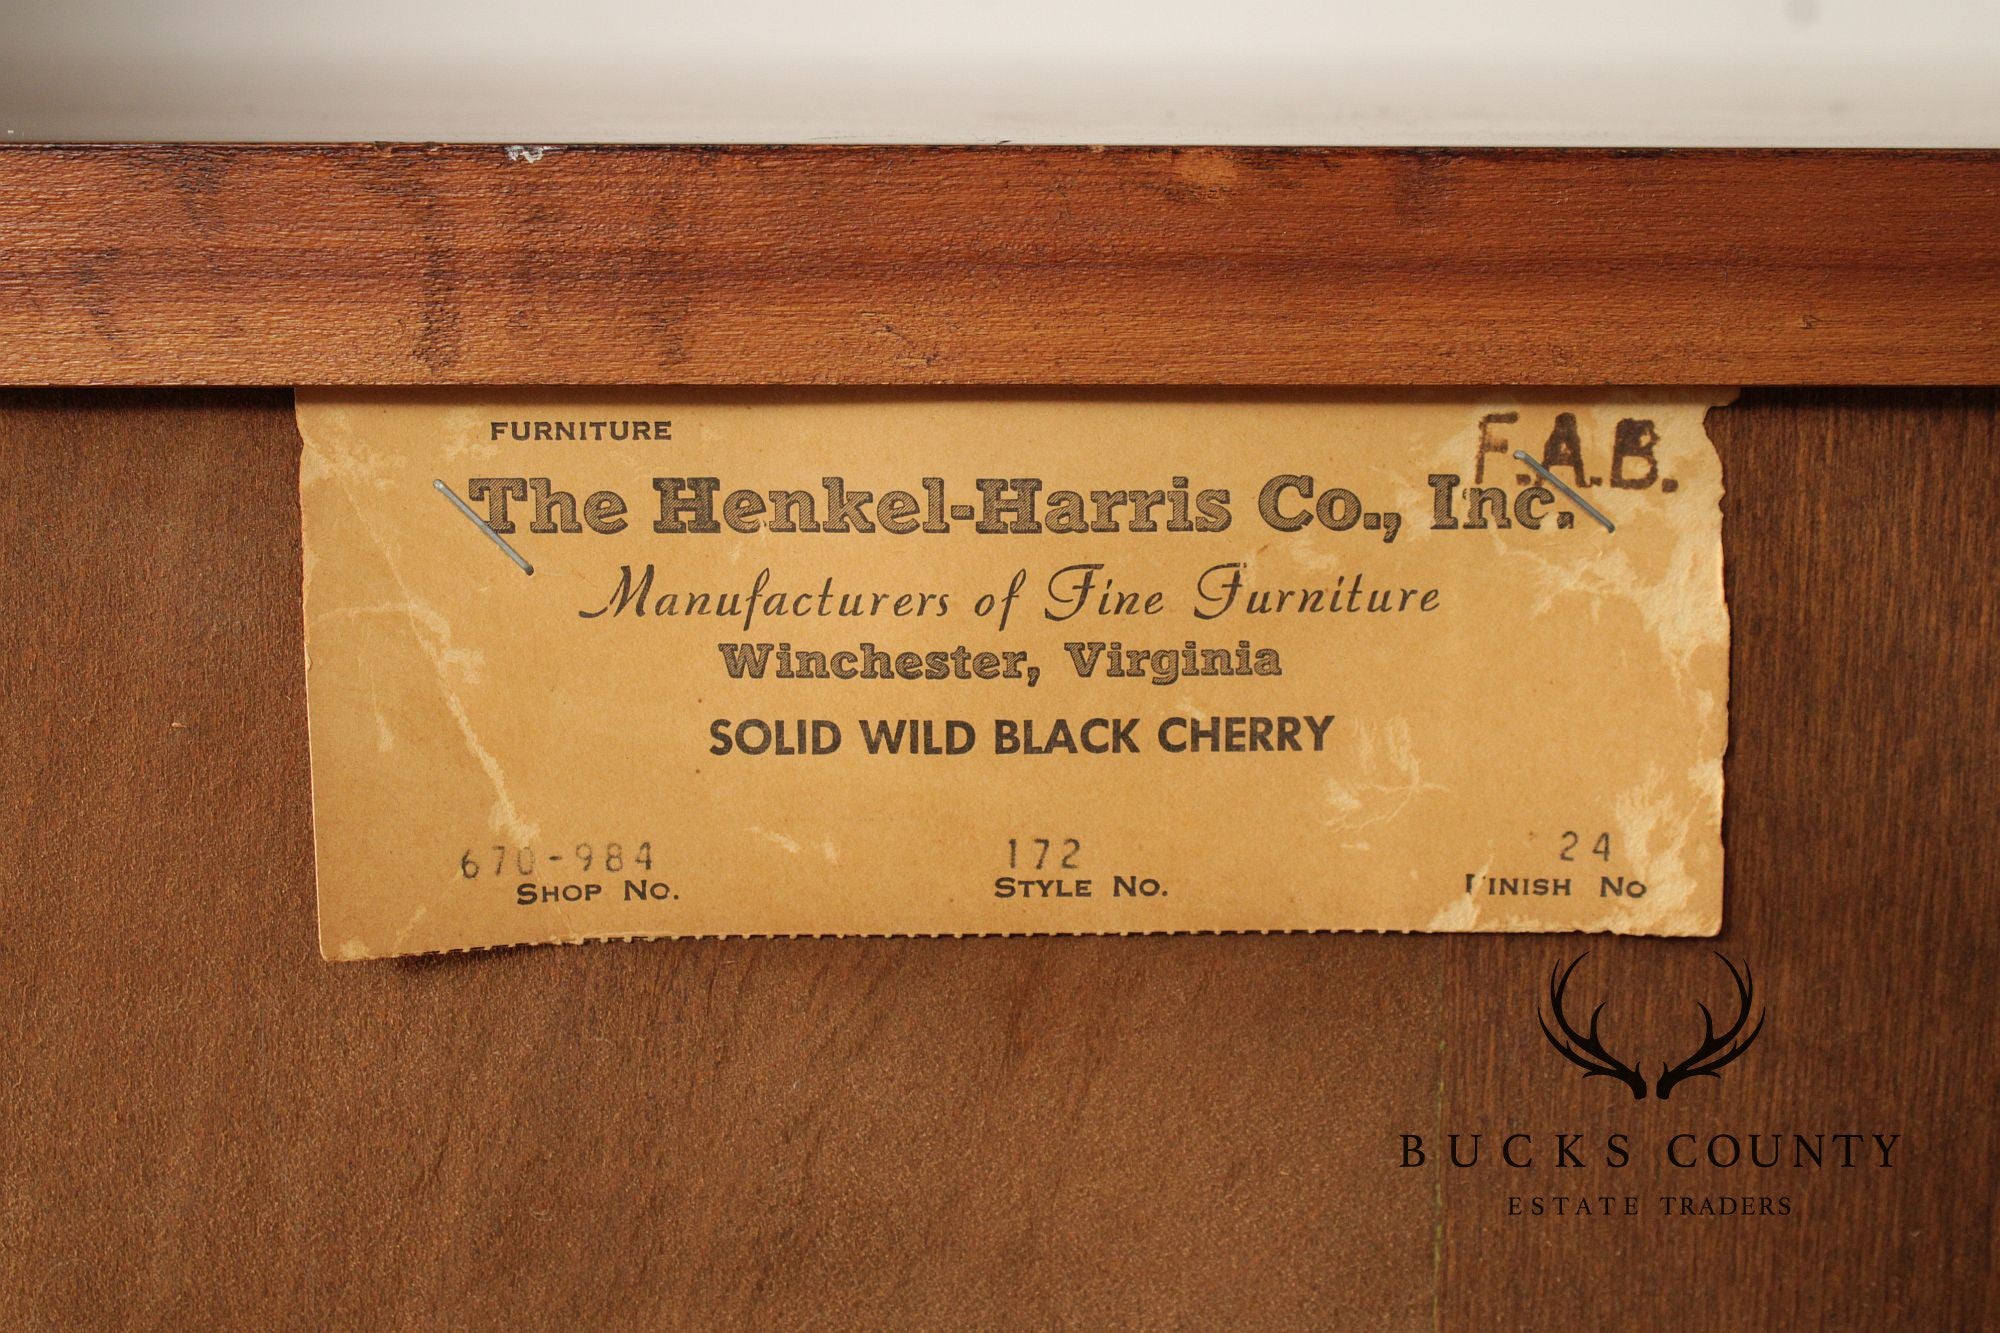 FURNITURE
F.A.B.
The Henkel-Harris Co., Inc.
Manufacturers of Fine Furniture
Winchester, Virginia
SOLID WILD BLACK CHERRY
670-984 172 24
SHOP NO. STYLE NO. FINISH NO
BUCKS COUNTY
ESTATE TRADERS